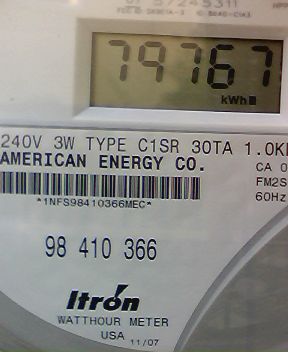 79767
kWh
240V 3W TYPE C1SR 30TA 1.0K
AMERICAN ENERGY CO.
CA 0
FM2S
*1NFS98410366MEC*
60Hz
98 410 366
Itrón
WATTHOUR METER
USA 11/07